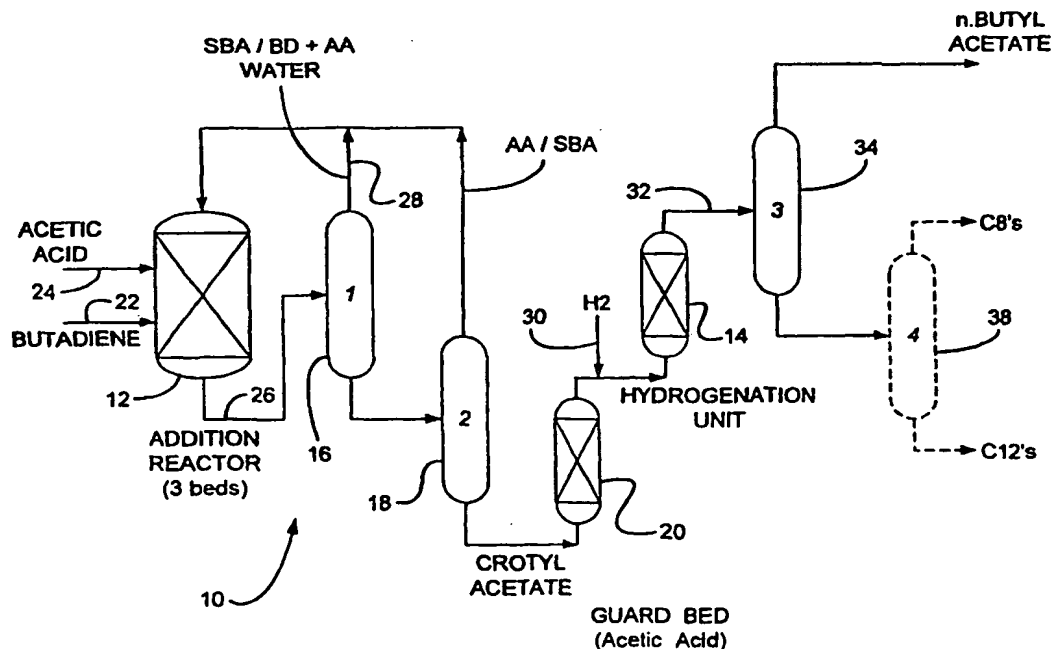 n.BUTYL
ACETATE
SBA / BD + AA
WATER
AA / SBA
28
32
34
3
ACETIC
ACID
24
22
BUTADIENE
12
26
ADDITION
REACTOR
(3 beds)
1
16
2
18
30
H2
14
HYDROGENATION
UNIT
C8's
4
38
C12's
20
CROTYL
ACETATE
10
GUARD BED
(Acetic Acid)